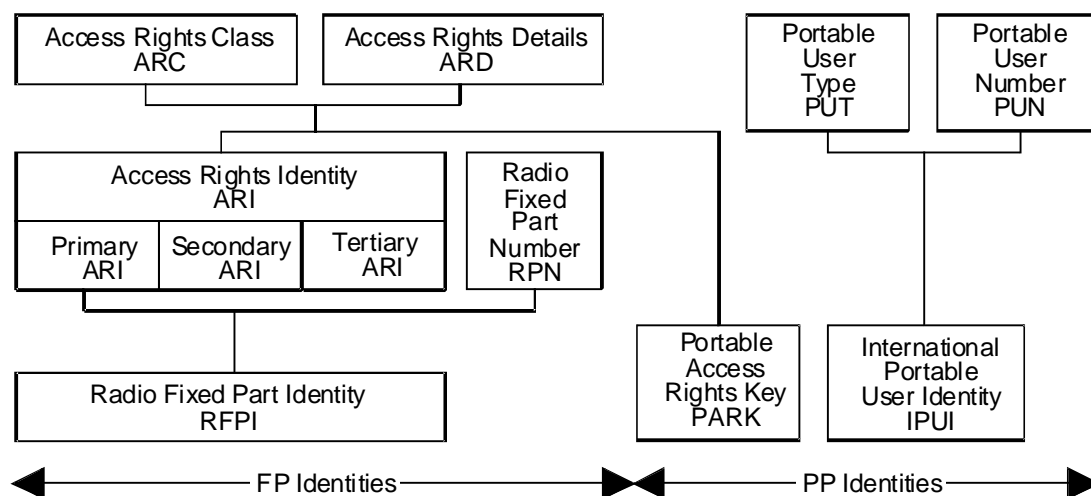 Access Rights Class
ARC
Access Rights Details
ARD
Portable
User
Type
PUT
Portable
User
Number
PUN
Access Rights Identity
ARI
Primary
ARI
Secondary
ARI
Tertiary
ARI
Radio
Fixed
Part
Number
RPN
Portable
Access
Rights Key
PARK
International
Portable
User Identity
IPUI
Radio Fixed Part Identity
RFPI
FP Identities
PP Identities